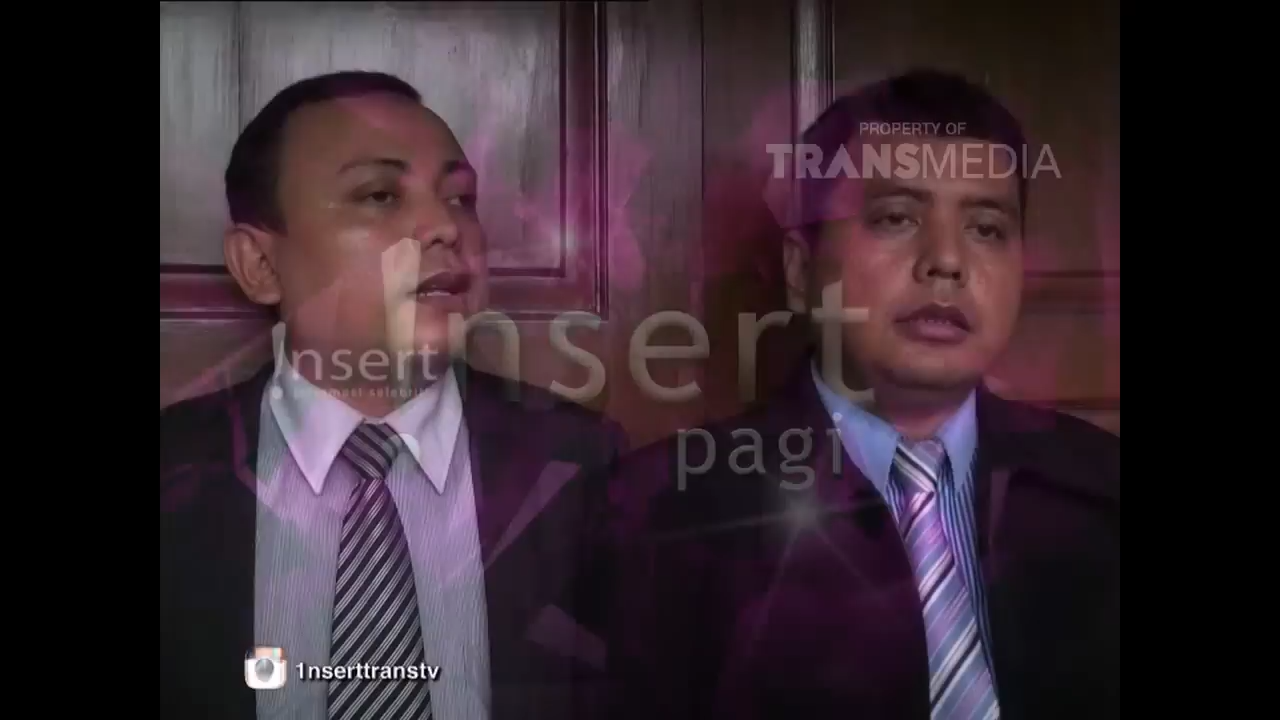 PROPERTY OF
TRANSMEDIA
Insert
pagi
Insert
1nserttranstv